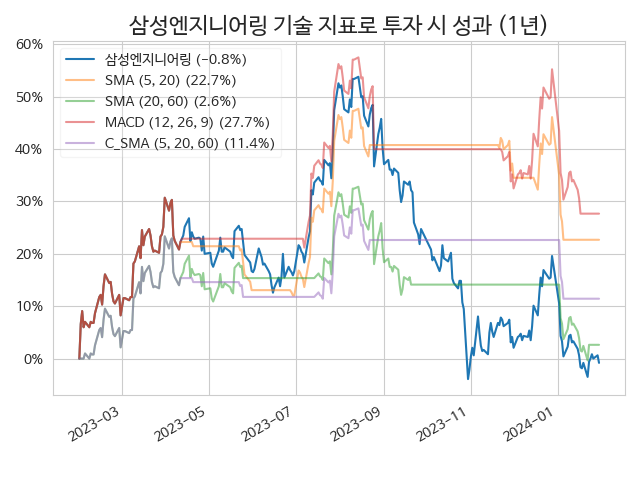 삼성엔지니어링 기술 지표로 투자 시 성과 (1년)
60%
50%
40%
30%
20%
10%
0%
삼성엔지니어링 (−0.8%)
SMA (5, 20) (22.7%)
SMA (20, 60) (2.6%)
MACD (12, 26, 9) (27.7%)
C_SMA (5, 20, 60) (11.4%)
2023−03
2023−05
2023−07
2023−09
2023−11
2024−01